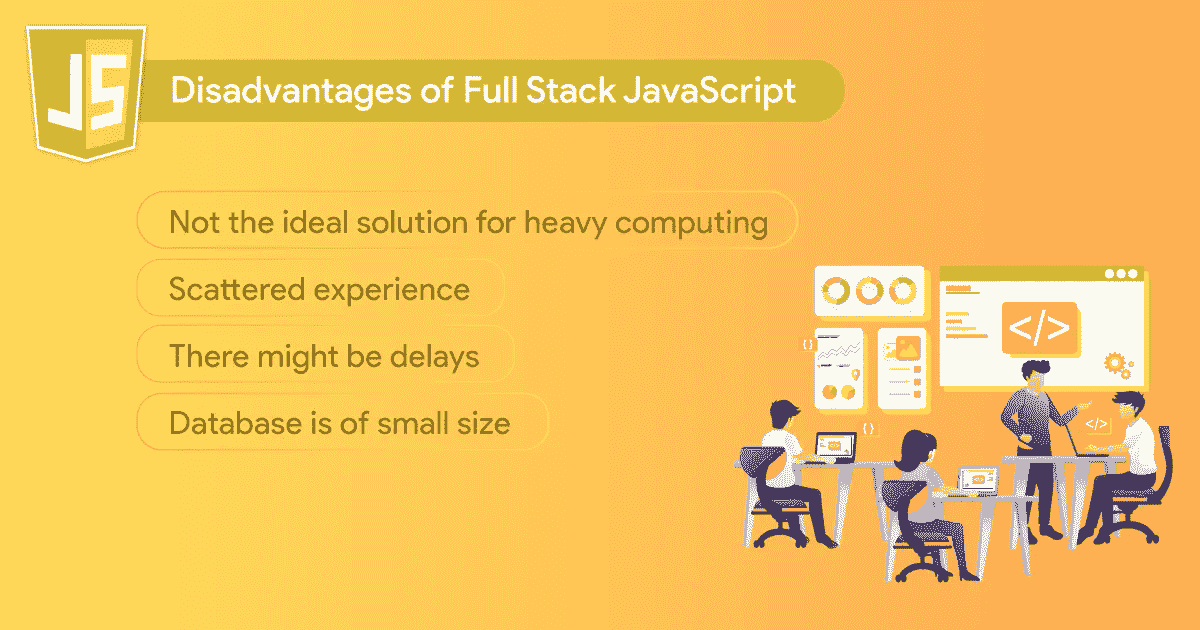 JS
Disadvantages of Full Stack JavaScript
Not the ideal solution for heavy computing
Scattered experience
There might be delays
Database is of small size
</>
{}
{}
</>